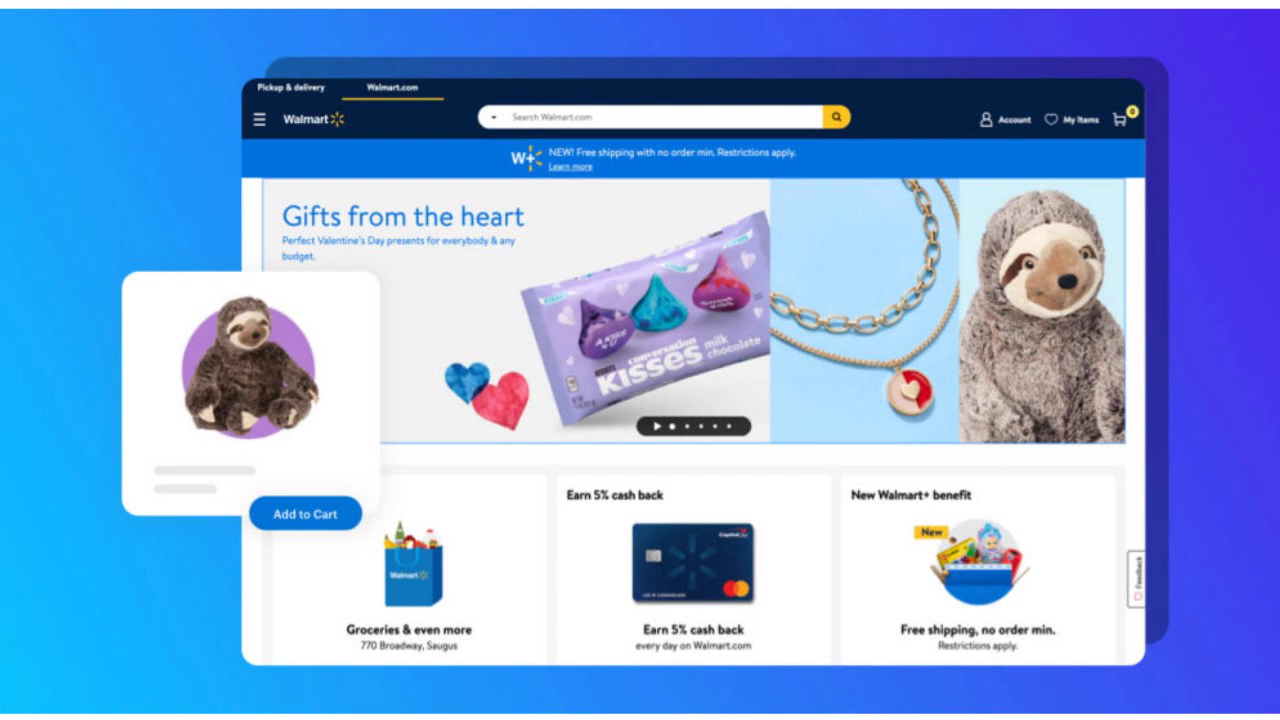 Pickup & delivery
Walmart.com
Walmart
Search Walmart.com
Account
My Items
0
W+
NEW! Free shipping with no order min. Restrictions apply.
Learn more
Gifts from the heart
Perfect Valentine's Day presents for everybody & any
budget.
A KISS
4 U
conversation
KISSES
milk
chocolate
Add to Cart
Earn 5% cash back
New Walmart+ benefit
Walmart
New
Feedback
Groceries & even more
770 Broadway, Saugus
Earn 5% cash back
every day on Walmart.com
Free shipping, no order min.
Restrictions apply.